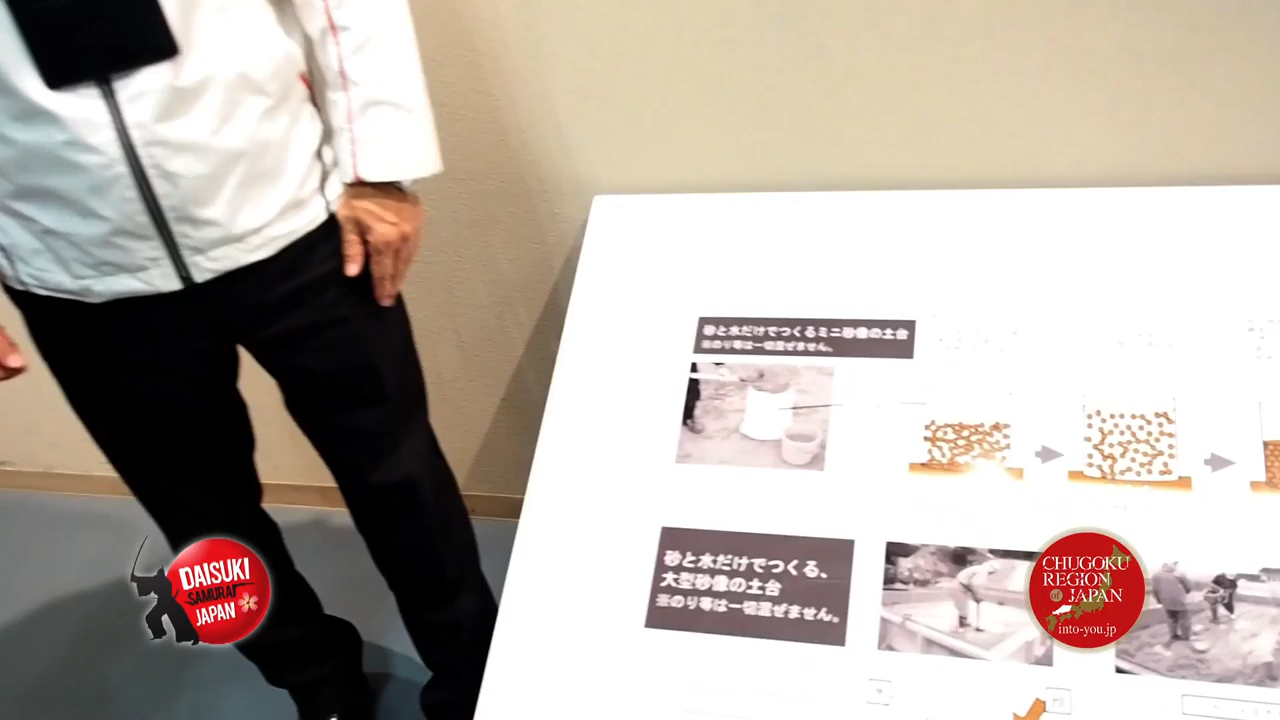 砂と水だけでつくるミニ砂像の土台
※のり等は一切混ぜません。
砂と水だけでつくる、
大型砂像の土台
※のり等は一切混ぜません。
DAISUKI
SAMURAI
JAPAN
CHUGOKU
REGION
of JAPAN
into-you.jp